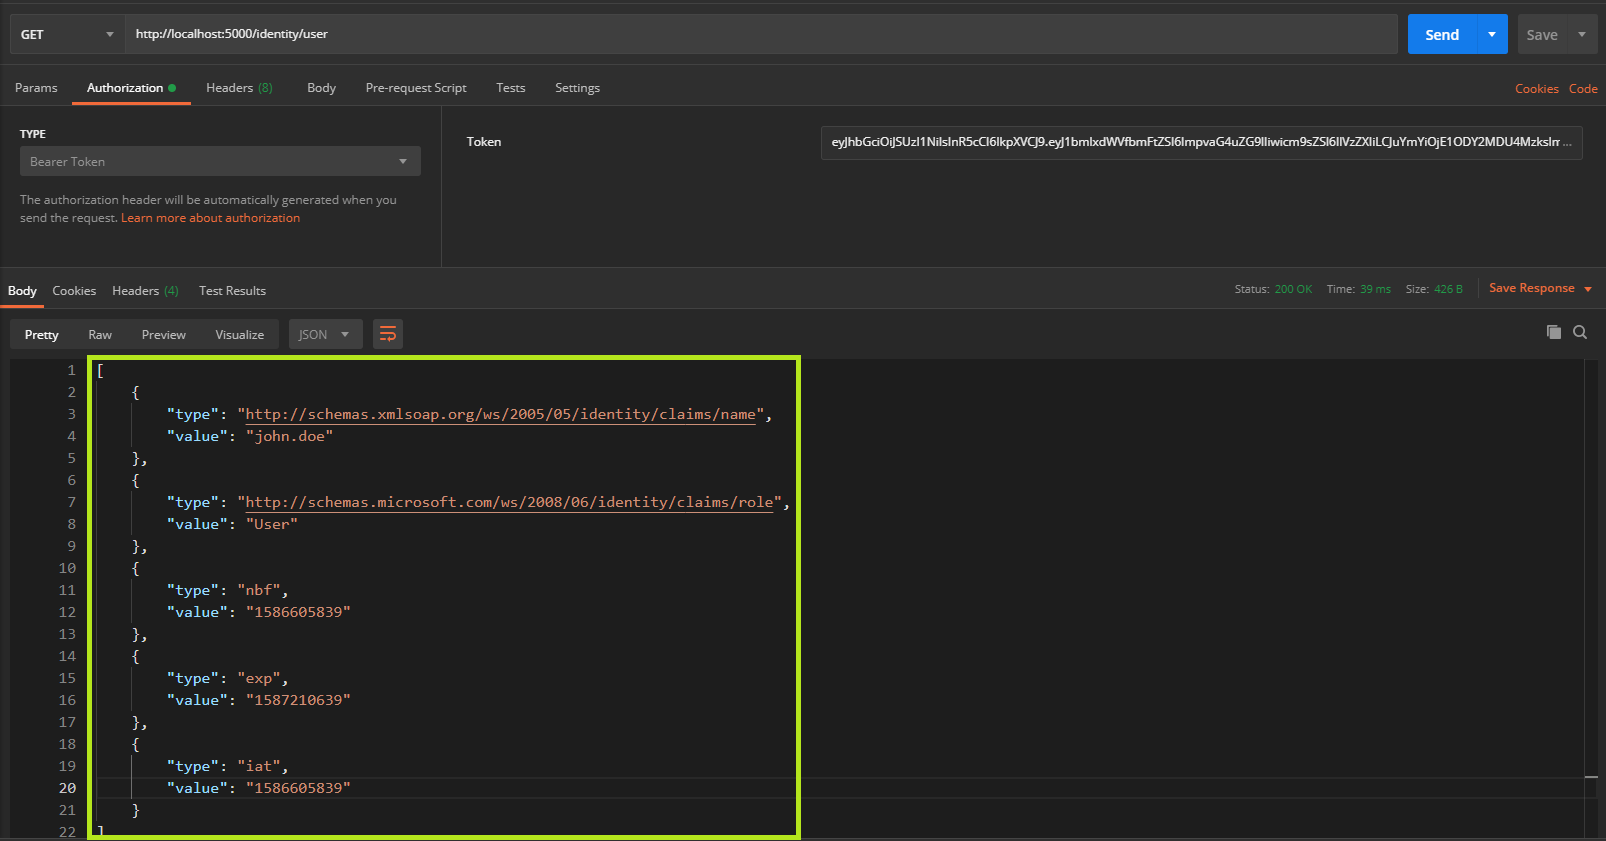 GET http://localhost:5000/identity/user Send Save
Params Authorization Headers (8) Body Pre-request Script Tests Settings Cookies Code
TYPE
Bearer Token
The authorization header will be automatically generated when you
send the request. Learn more about authorization
Token
Body Cookies Headers (4) Test Results Status: 200 OK Time: 39 ms Size: 426 B Save Response
Pretty Raw Preview Visualize JSON
1 [
2 {
3 "type": "http://schemas.xmlsoap.org/ws/2005/05/identity/claims/name",
4 "value": "john.doe"
5 },
6 {
7 "type": "http://schemas.microsoft.com/ws/2008/06/identity/claims/role",
8 "value": "User"
9 },
10 {
11 "type": "nbf",
12 "value": "1586605839"
13 },
14 {
15 "type": "exp",
16 "value": "1587210639"
17 },
18 {
19 "type": "iat",
20 "value": "1586605839"
21 }
22 ]